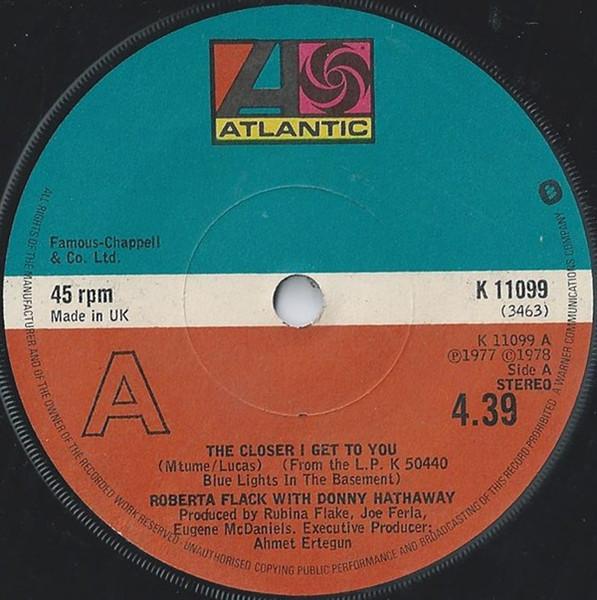 ATLANTIC
Famous-Chappell
& Co. Ltd.
45 rpm
Made in UK
K 11099
(3463)
K 11099 A
℗1977 ©1978
Side A
STEREO
4.39
A
THE CLOSER I GET TO YOU
(Mtume/Lucas) (From the L.P. K 50440
Blue Lights In The Basement)
ROBERTA FLACK WITH DONNY HATHAWAY
Produced by Rubina Flake, Joe Ferla,
Eugene McDaniels. Executive Producer:
Ahmet Ertegun
ALL RIGHTS OF THE MANUFACTURER AND OF THE OWNER OF THE RECORDED WORK RESERVED · UNAUTHORISED COPYING PUBLIC PERFORMANCE AND BROADCASTING OF THIS RECORD PROHIBITED · A WARNER COMMUNICATIONS COMPANY